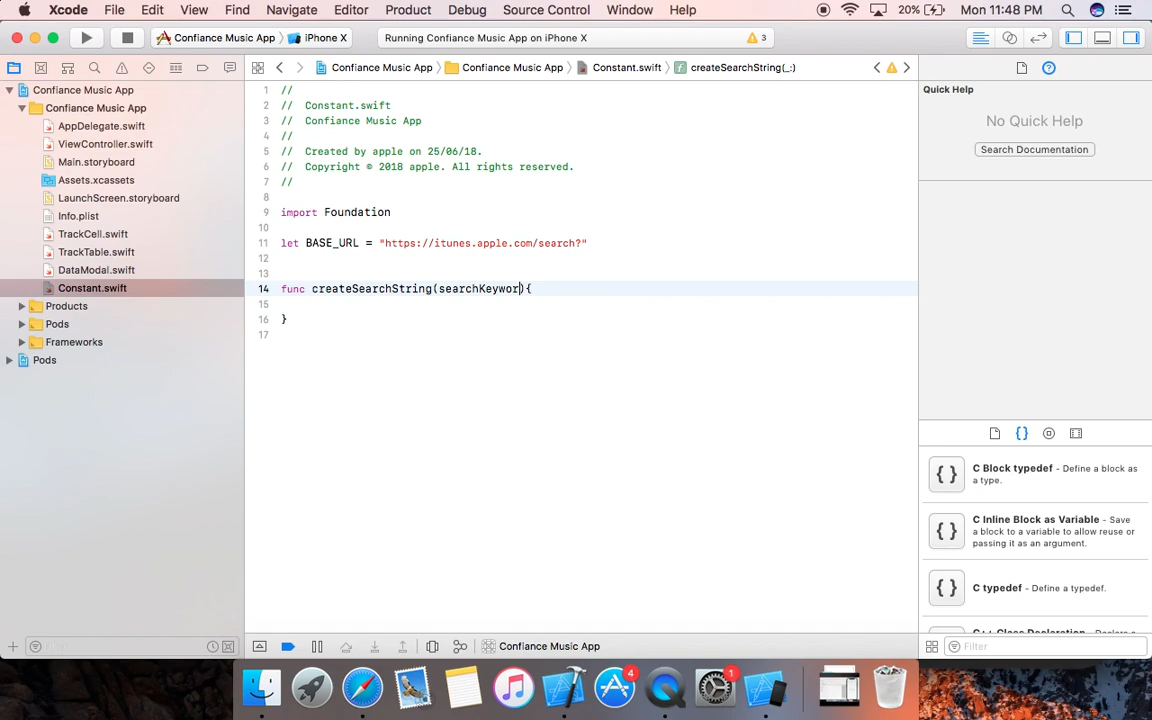 Xcode File Edit View Find Navigate Editor Product Debug Source Control Window Help 20% Mon 11:48 PM
Confiance Music App iPhone X Running Confiance Music App on iPhone X 3
Confiance Music App Confiance Music App Constant.swift createSearchString(_:)
Confiance Music App
Confiance Music App
AppDelegate.swift
ViewController.swift
Main.storyboard
Assets.xcassets
LaunchScreen.storyboard
Info.plist
TrackCell.swift
TrackTable.swift
DataModal.swift
Constant.swift
Products
Pods
Frameworks
Pods
1 //
2 // Constant.swift
3 // Confiance Music App
4 //
5 // Created by apple on 25/06/18.
6 // Copyright © 2018 apple. All rights reserved.
7 //
8
9 import Foundation
10
11 let BASE_URL = "https://itunes.apple.com/search?"
12
13
14 func createSearchString(searchKeywor){
15
16 }
17
Quick Help
No Quick Help
Search Documentation
C Block typedef - Define a block as
a type.
C Inline Block as Variable - Save
a block to a variable to allow reuse or
passing it as an argument.
C typedef - Define a typedef.
C++ Class Declaration - Declare a
Filter
Confiance Music App
Filter
4
1